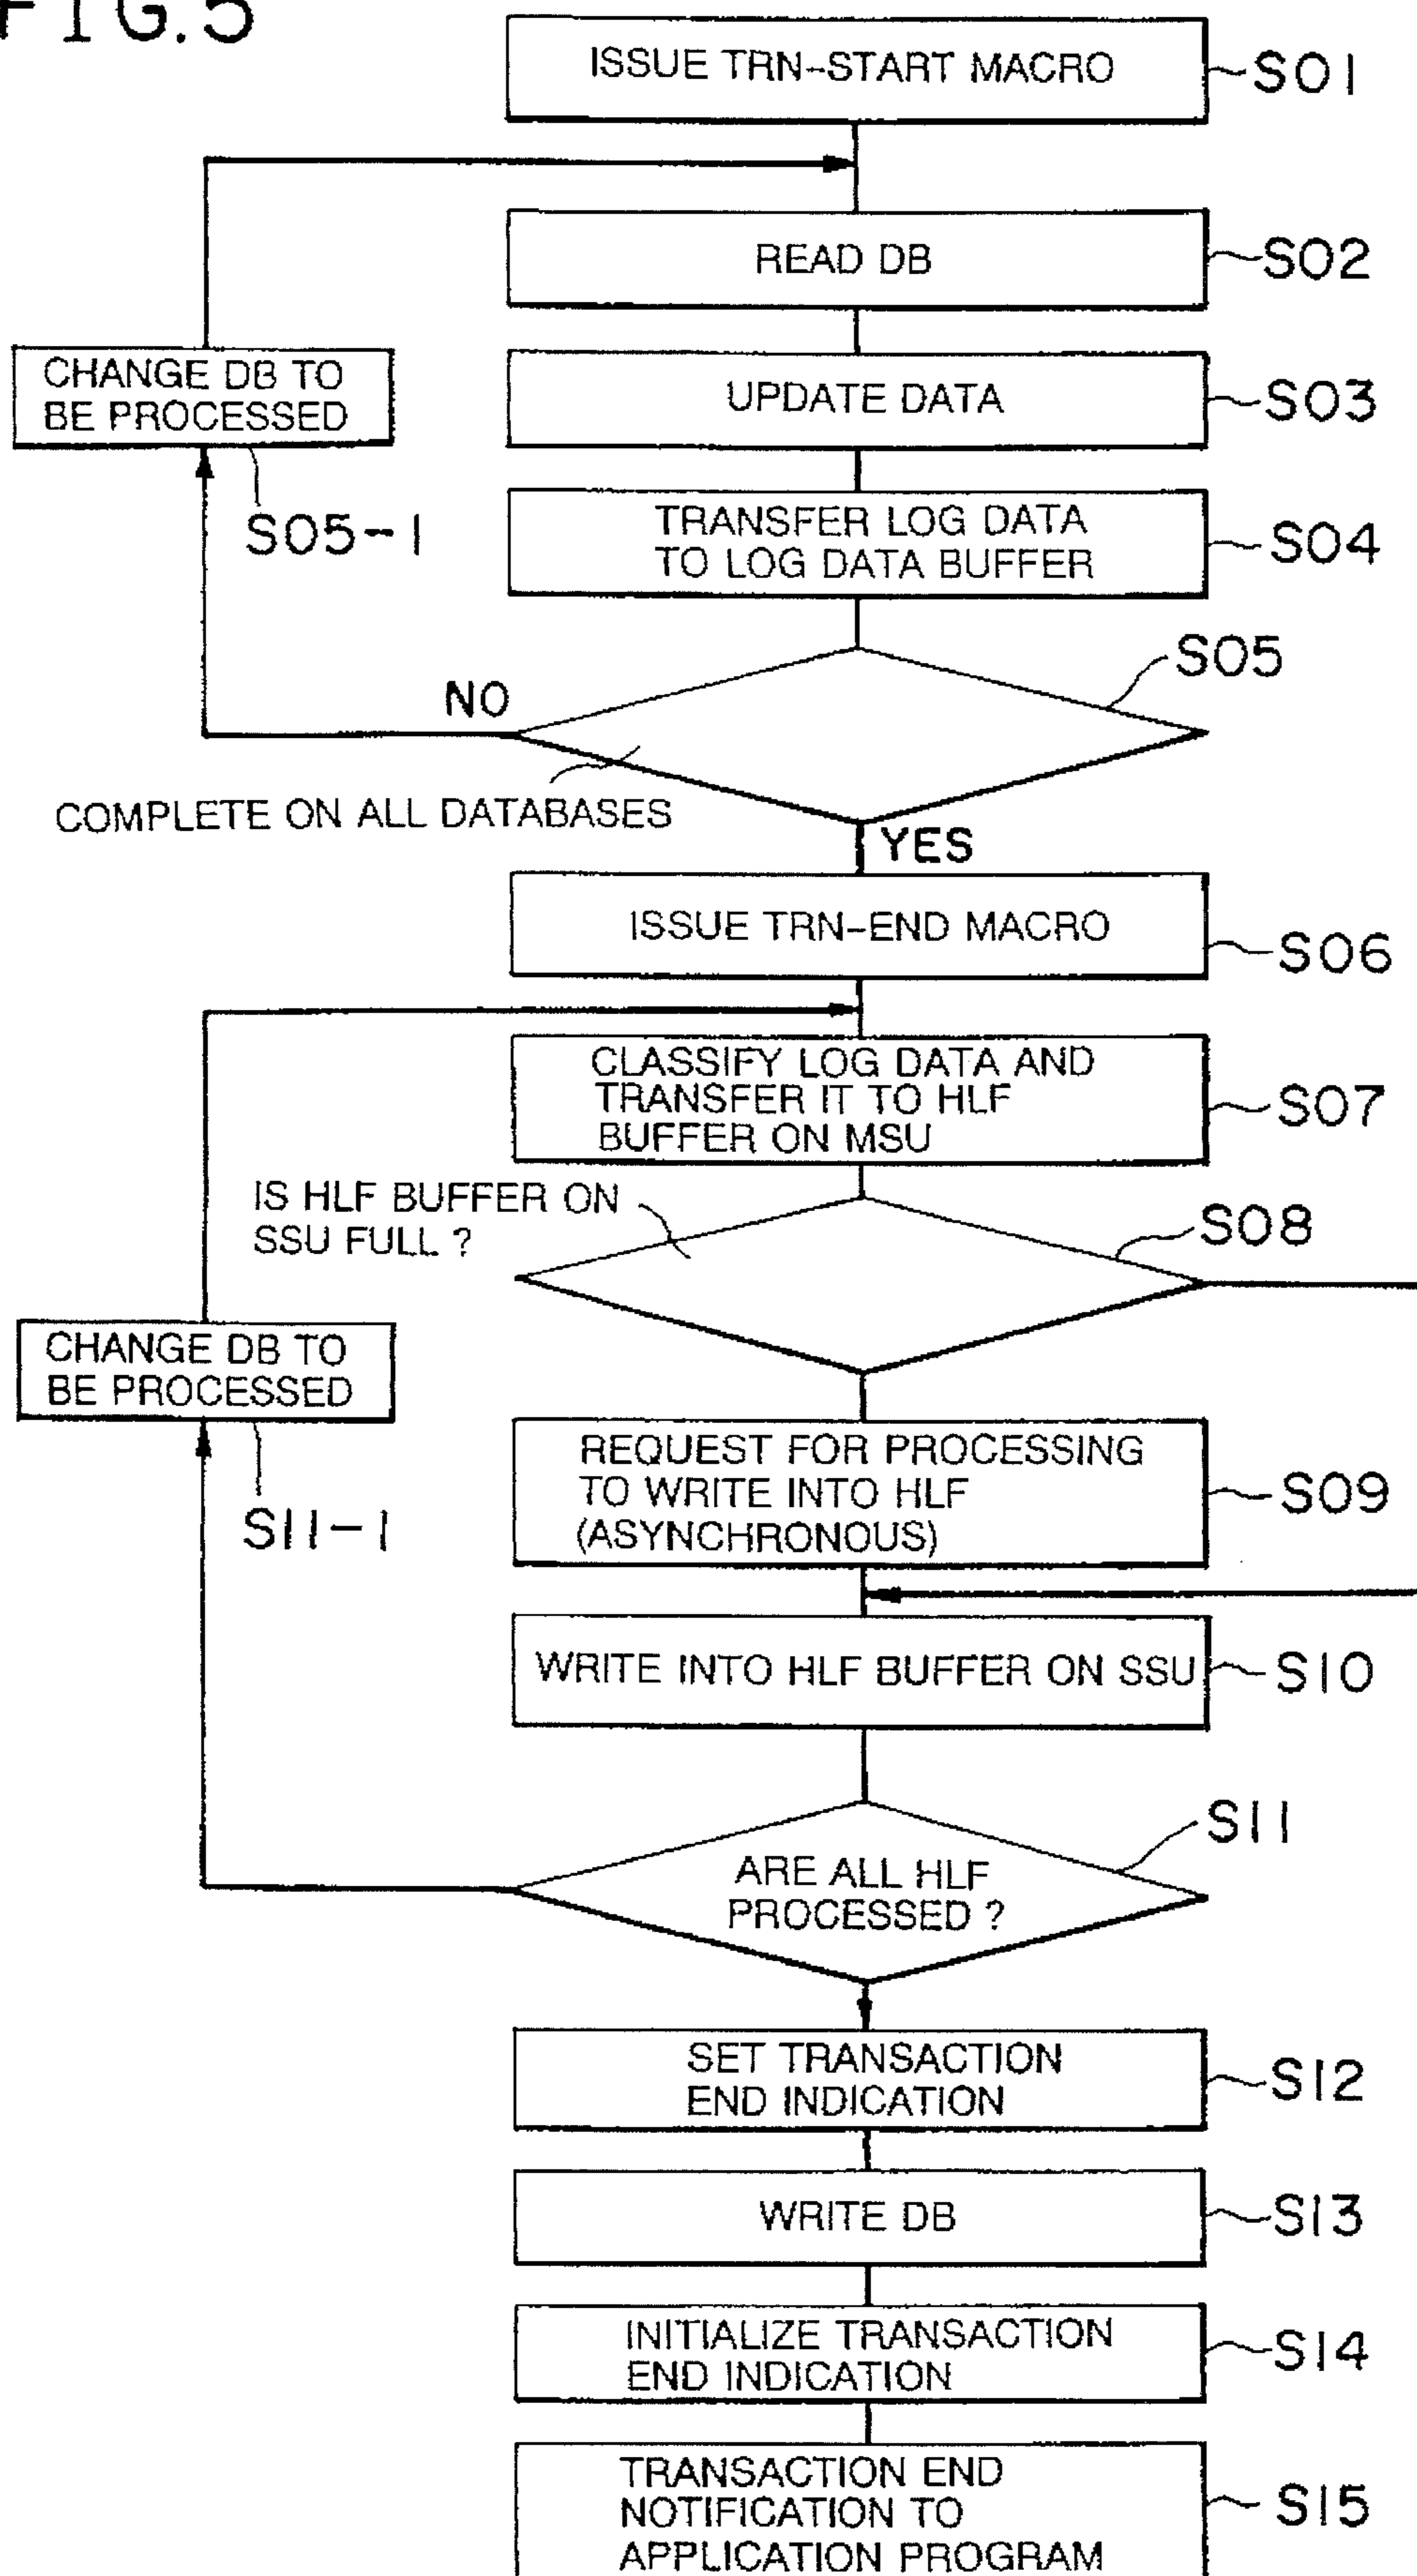 FIG.5
ISSUE TRN-START MACRO
S01
READ DB
S02
CHANGE DB TO
BE PROCESSED
S05-1
UPDATE DATA
S03
TRANSFER LOG DATA
TO LOG DATA BUFFER
S04
S05
NO
COMPLETE ON ALL DATABASES
YES
ISSUE TRN-END MACRO
S06
CLASSIFY LOG DATA AND
TRANSFER IT TO HLF
BUFFER ON MSU
S07
IS HLF BUFFER ON
SSU FULL ?
S08
CHANGE DB TO
BE PROCESSED
S11-1
REQUEST FOR PROCESSING
TO WRITE INTO HLF
(ASYNCHRONOUS)
S09
WRITE INTO HLF BUFFER ON SSU
S10
S11
ARE ALL HLF
PROCESSED ?
SET TRANSACTION
END INDICATION
S12
WRITE DB
S13
INITIALIZE TRANSACTION
END INDICATION
S14
TRANSACTION END
NOTIFICATION TO
APPLICATION PROGRAM
S15